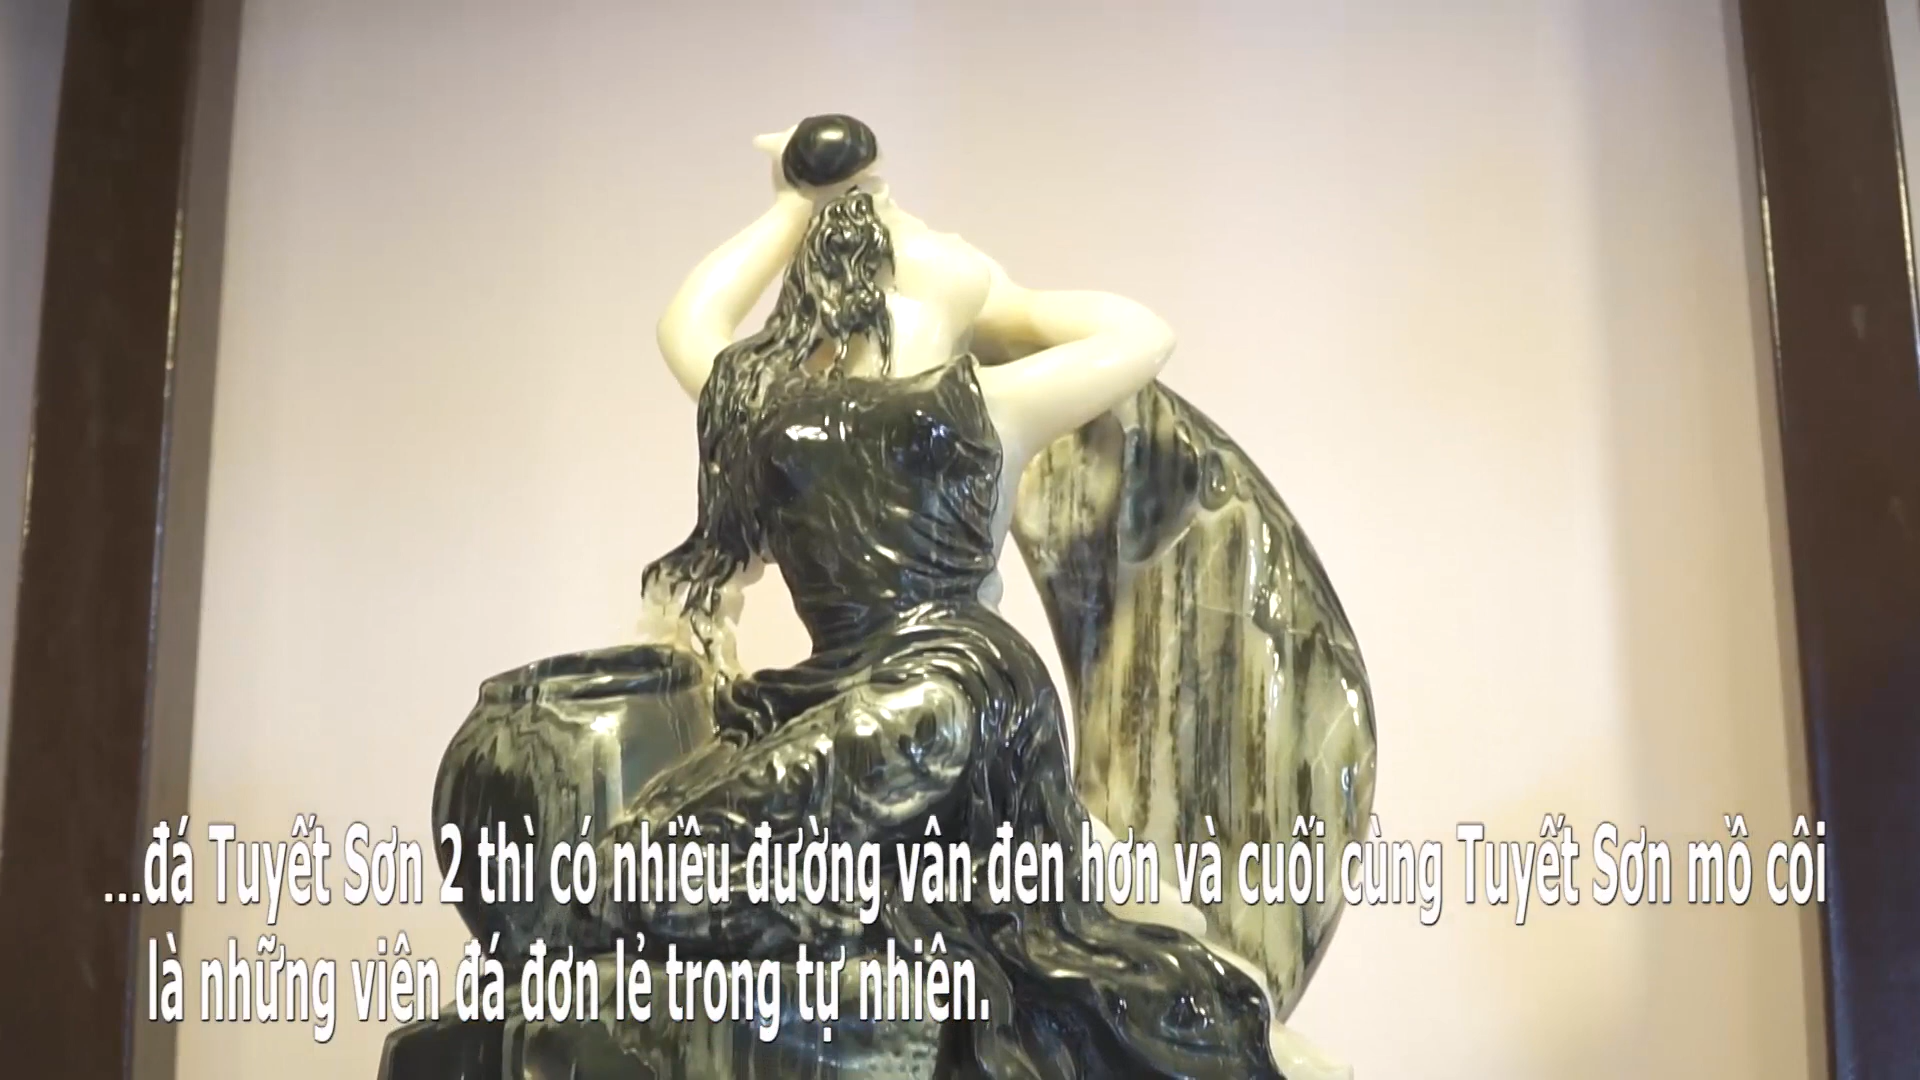 ...đá Tuyết Sơn 2 thì có nhiều đường vân đen hơn và cuối cùng Tuyết Sơn mồ côi
là những viên đá đơn lẻ trong tự nhiên.